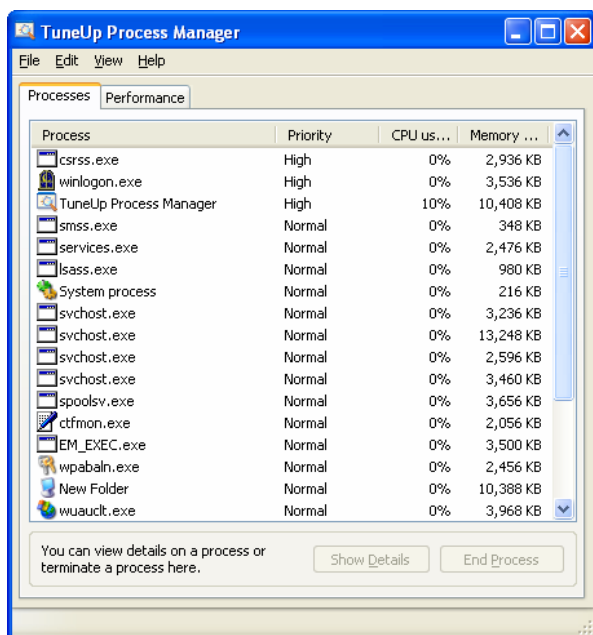 TuneUp Process Manager
File Edit View Help
Processes Performance
Process Priority CPU us... Memory ...
csrss.exe High 0% 2,936 KB
winlogon.exe High 0% 3,536 KB
TuneUp Process Manager High 10% 10,408 KB
smss.exe Normal 0% 348 KB
services.exe Normal 0% 2,476 KB
lsass.exe Normal 0% 980 KB
System process Normal 0% 216 KB
svchost.exe Normal 0% 3,236 KB
svchost.exe Normal 0% 13,248 KB
svchost.exe Normal 0% 2,596 KB
svchost.exe Normal 0% 3,460 KB
spoolsv.exe Normal 0% 3,656 KB
ctfmon.exe Normal 0% 2,056 KB
EM_EXEC.exe Normal 0% 3,500 KB
wpabaln.exe Normal 0% 2,456 KB
New Folder Normal 0% 10,388 KB
wuauclt.exe Normal 0% 3,968 KB
You can view details on a process or
terminate a process here.
Show Details End Process